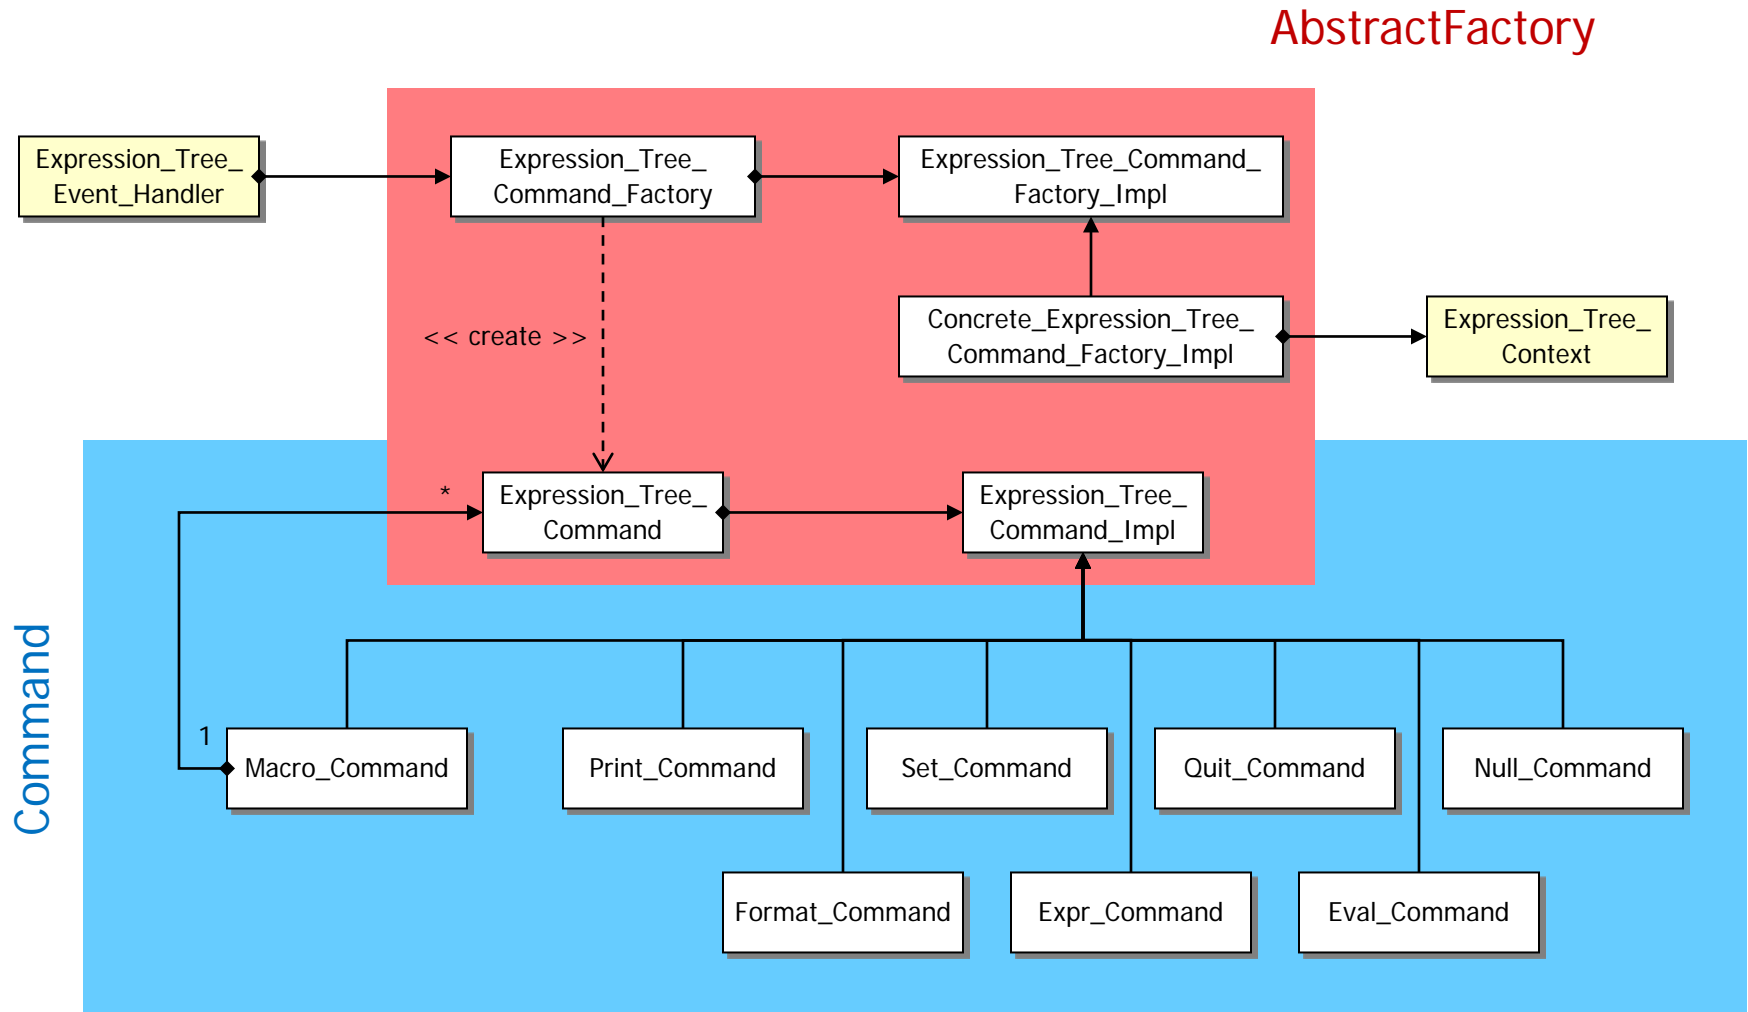 AbstractFactory
Expression_Tree_
Event_Handler
Expression_Tree_
Command_Factory
Expression_Tree_Command_
Factory_Impl
<< create >>
Concrete_Expression_Tree_
Command_Factory_Impl
Expression_Tree_
Context
*
Expression_Tree_
Command
Expression_Tree_
Command_Impl
Command
1
Macro_Command
Print_Command
Set_Command
Quit_Command
Null_Command
Format_Command
Expr_Command
Eval_Command